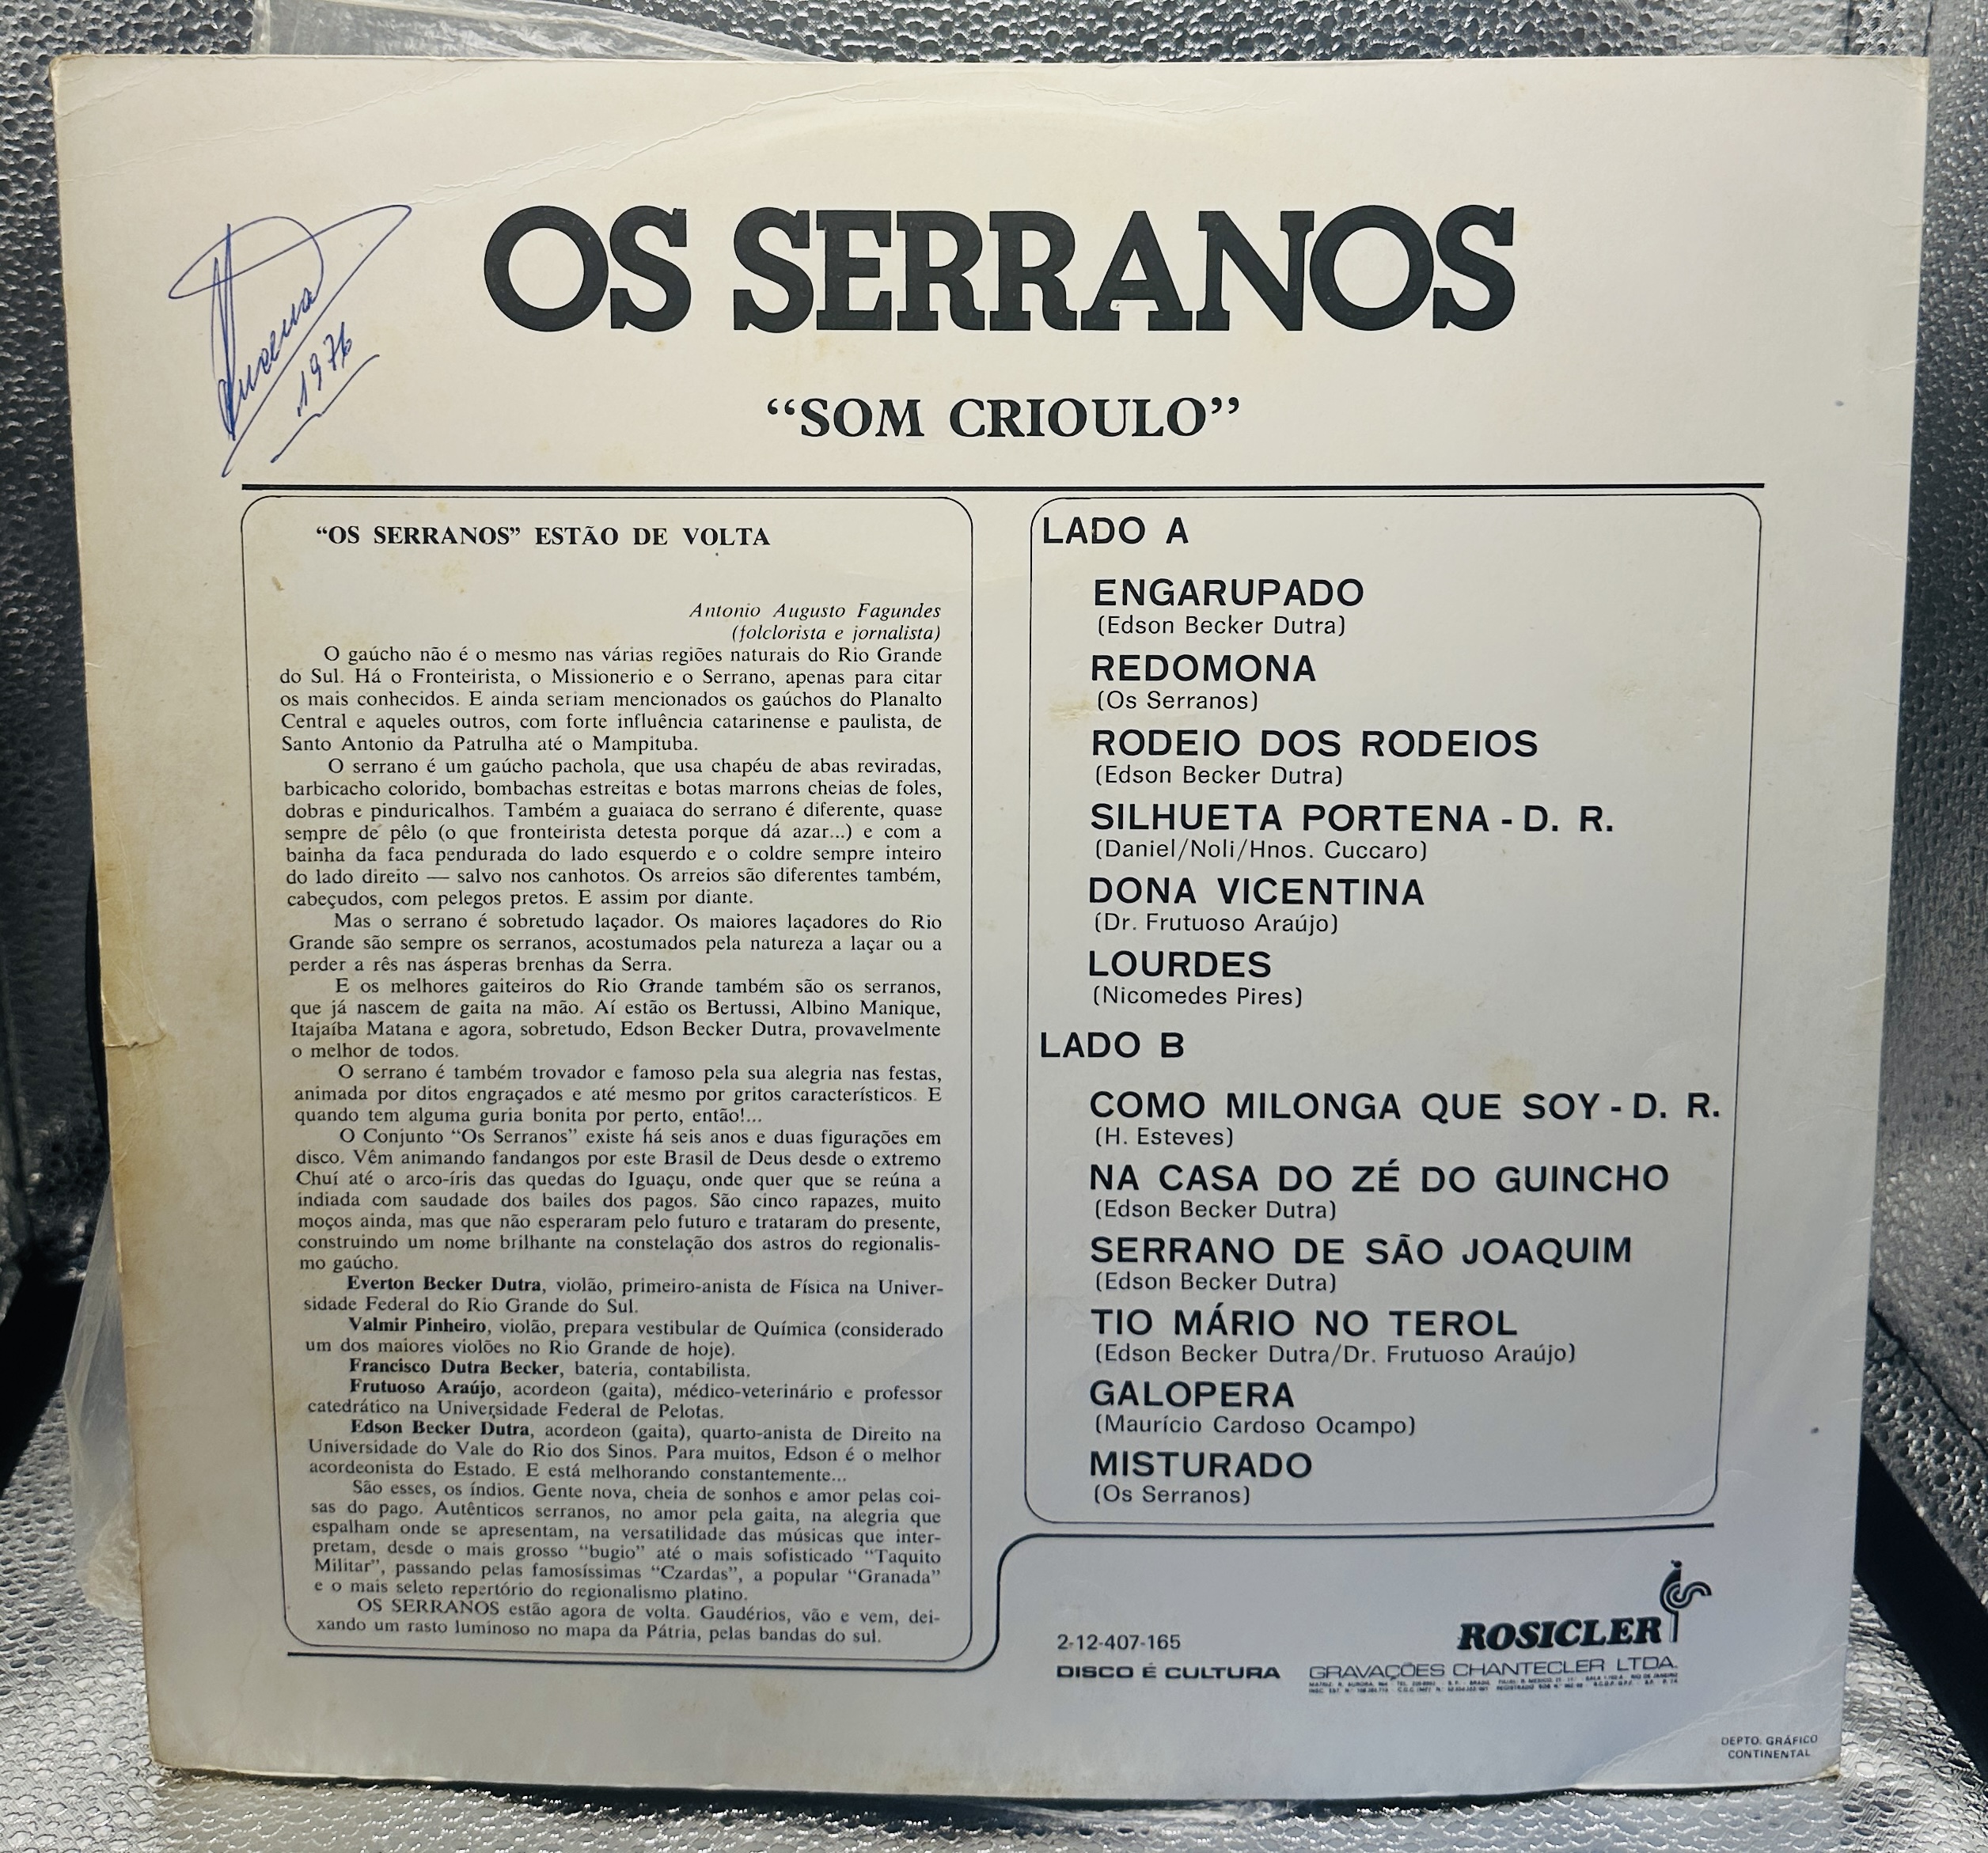 OS SERRANOS
1976
“SOM CRIOULO”
“OS SERRANOS” ESTÃO DE VOLTA
Antonio Augusto Fagundes
(folclorista e jornalista)
O gaúcho não é o mesmo nas várias regiões naturais do Rio Grande
do Sul. Há o Fronteirista, o Missionerio e o Serrano, apenas para citar
os mais conhecidos. E ainda seriam mencionados os gaúchos do Planalto
Central e aqueles outros, com forte influência catarinense e paulista, de
Santo Antonio da Patrulha até o Mampituba.
O serrano é um gaúcho pachola, que usa chapéu de abas reviradas,
barbicacho colorido, bombachas estreitas e botas marrons cheias de foles,
dobras e penduricalhos. Também a guaiaca do serrano é diferente, quase
sempre de pêlo (o que fronteirista detesta porque dá azar...) e com a
bainha da faca pendurada do lado esquerdo e o coldre sempre inteiro
do lado direito — salvo nos canhotos. Os arreios são diferentes também,
cabeçudos, com pelegos pretos. E assim por diante.
Mas o serrano é sobretudo laçador. Os maiores laçadores do Rio
Grande são sempre os serranos, acostumados pela natureza a laçar ou a
perder a rês nas ásperas brenhas da Serra.
E os melhores gaiteiros do Rio Grande também são os serranos,
que já nascem de gaita na mão. Aí estão os Bertussi, Albino Manique,
Itajaíba Matana e agora, sobretudo, Edson Becker Dutra, provavelmente
o melhor de todos.
O serrano é também trovador e famoso pela sua alegria nas festas,
animada por ditos engraçados e até mesmo por gritos característicos. E
quando tem alguma guria bonita por perto, então!...
O Conjunto “Os Serranos” existe há seis anos e duas figurações em
disco. Vêm animando fandangos por este Brasil de Deus desde o extremo
Chuí até o arco-íris das quedas do Iguaçu, onde quer que se reúna a
indiada com saudade dos bailes dos pagos. São cinco rapazes, muito
moços ainda, mas que não esperaram pelo futuro e trataram do presente,
construindo um nome brilhante na constelação dos astros do regionalis-
mo gaúcho.
Everton Becker Dutra, violão, primeiro-anista de Física na Univer-
sidade Federal do Rio Grande do Sul.
Valmir Pinheiro, violão, prepara vestibular de Química (considerado
um dos maiores violões no Rio Grande de hoje).
Francisco Dutra Becker, bateria, contabilista.
Frutuoso Araújo, acordeon (gaita), médico-veterinário e professor
catedrático na Universidade Federal de Pelotas.
Edson Becker Dutra, acordeon (gaita), quarto-anista de Direito na
Universidade do Vale do Rio dos Sinos. Para muitos, Edson é o melhor
acordeonista do Estado. E está melhorando constantemente...
São esses, os índios. Gente nova, cheia de sonhos e amor pelas coi-
sas do pago. Autênticos serranos, no amor pela gaita, na alegria que
espalham onde se apresentam, na versatilidade das músicas que inter-
pretam, desde o mais grosso “bugio” até o mais sofisticado “Taquito
Militar”, passando pelas famosíssimas “Czardas”, a popular “Granada”
e o mais seleto repertório do regionalismo platino.
OS SERRANOS estão agora de volta. Gaudérios, vão e vem, dei-
xando um rasto luminoso no mapa da Pátria, pelas bandas do sul.
LADO A
ENGARUPADO
(Edson Becker Dutra)
REDOMONA
(Os Serranos)
RODEIO DOS RODEIOS
(Edson Becker Dutra)
SILHUETA PORTENA - D. R.
(Daniel/Noli/Hnos. Cuccaro)
DONA VICENTINA
(Dr. Frutuoso Araújo)
LOURDES
(Nicomedes Pires)
LADO B
COMO MILONGA QUE SOY - D. R.
(H. Esteves)
NA CASA DO ZÉ DO GUINCHO
(Edson Becker Dutra)
SERRANO DE SÃO JOAQUIM
(Edson Becker Dutra)
TIO MÁRIO NO TEROL
(Edson Becker Dutra/Dr. Frutuoso Araújo)
GALOPERA
(Maurício Cardoso Ocampo)
MISTURADO
(Os Serranos)
2-12-407-165
DISCO É CULTURA
ROSICLER
GRAVAÇÕES CHANTECLER LTDA.
DEPTO. GRÁFICO
CONTINENTAL